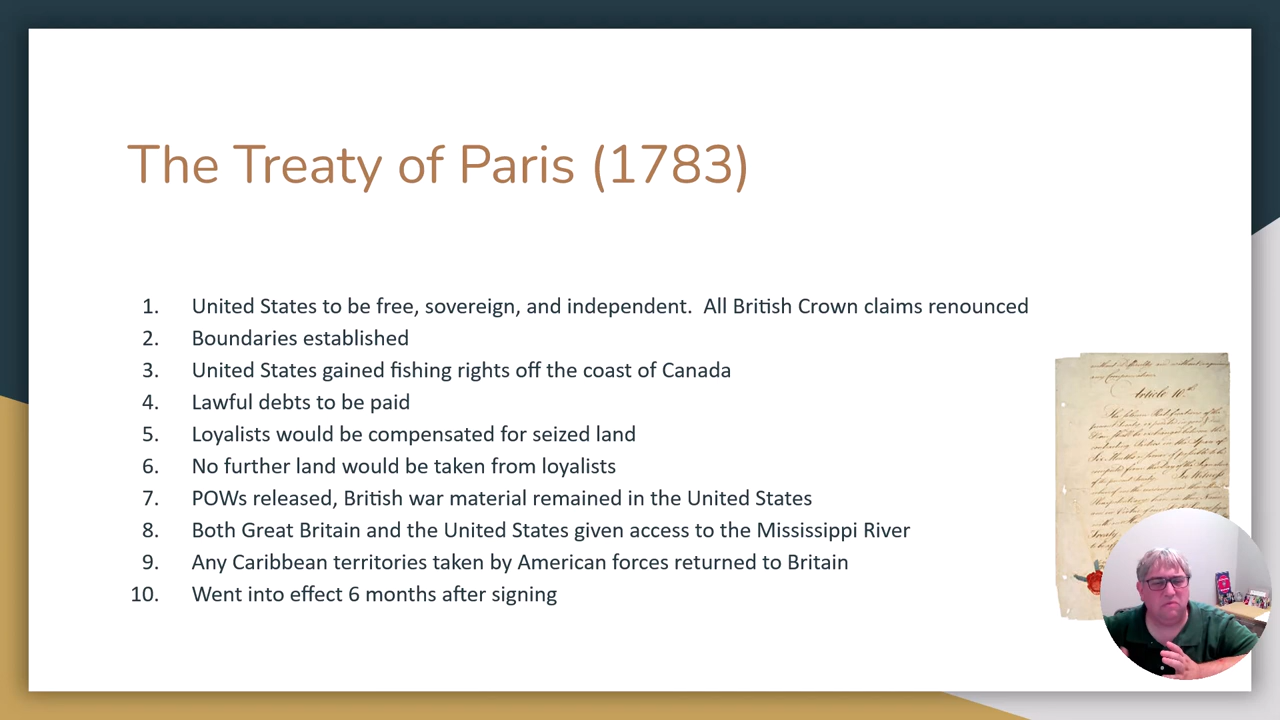 The Treaty of Paris (1783)
1. United States to be free, sovereign, and independent.  All British Crown claims renounced
2. Boundaries established
3. United States gained fishing rights off the coast of Canada
4. Lawful debts to be paid
5. Loyalists would be compensated for seized land
6. No further land would be taken from loyalists
7. POWs released, British war material remained in the United States
8. Both Great Britain and the United States given access to the Mississippi River
9. Any Caribbean territories taken by American forces returned to Britain
10. Went into effect 6 months after signing
Article 10th